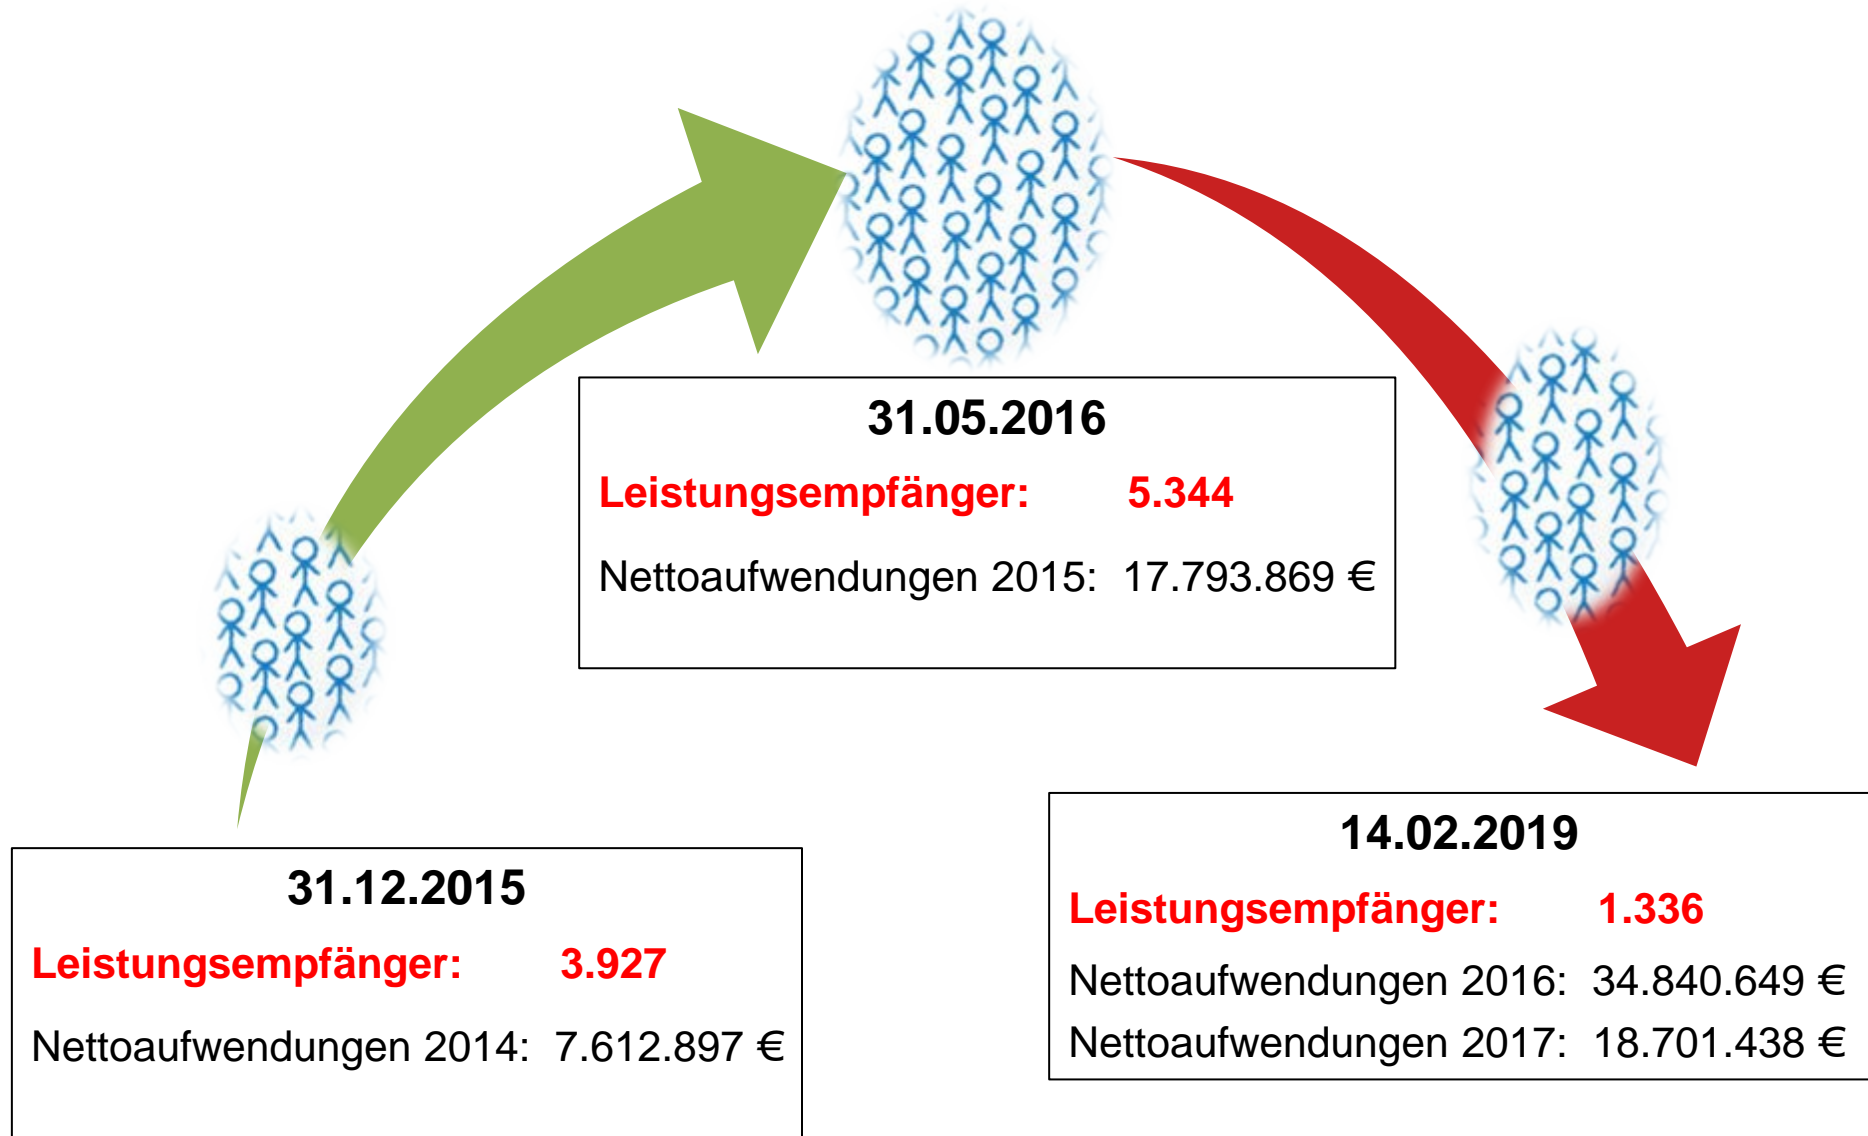 31.05.2016
Leistungsempfänger: 5.344
Nettoaufwendungen 2015: 17.793.869 €
31.12.2015
Leistungsempfänger: 3.927
Nettoaufwendungen 2014: 7.612.897 €
14.02.2019
Leistungsempfänger: 1.336
Nettoaufwendungen 2016: 34.840.649 €
Nettoaufwendungen 2017: 18.701.438 €